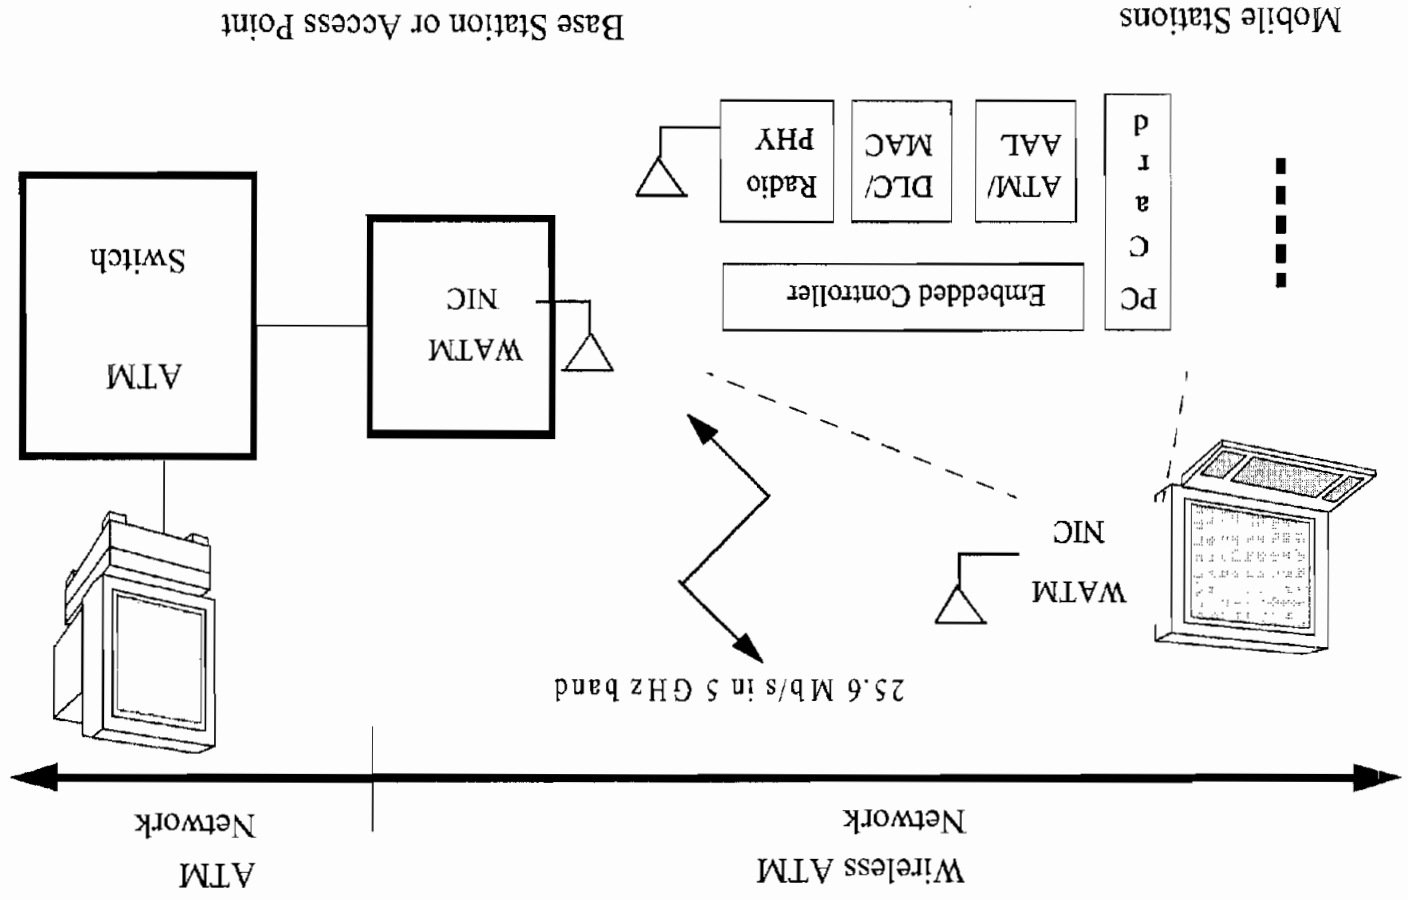 Wireless ATM
Network
ATM
Network
25.6 Mb/s in 5 GHz band
WATM
NIC
PC
C
a
r
d
Embedded Controller
ATM/
AAL
DLC/
MAC
Radio
PHY
WATM
NIC
ATM
Switch
Mobile Stations
Base Station or Access Point